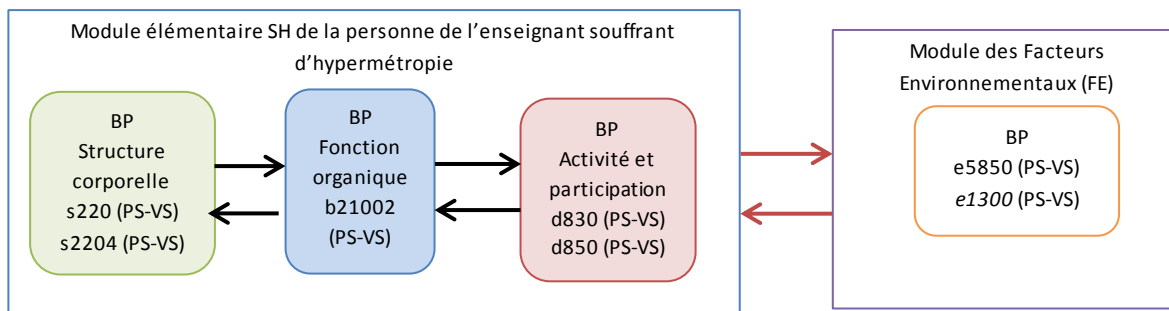 Module élémentaire SH de la personne de l’enseignant souffrant
d’hypermétropie
BP
Structure
corporelle
s220 (PS-VS)
s2204 (PS-VS)
BP
Fonction
organique
b21002
(PS-VS)
BP
Activité et
participation
d830 (PS-VS)
d850 (PS-VS)
Module des Facteurs
Environnementaux (FE)
BP
e5850 (PS-VS)
e1300 (PS-VS)